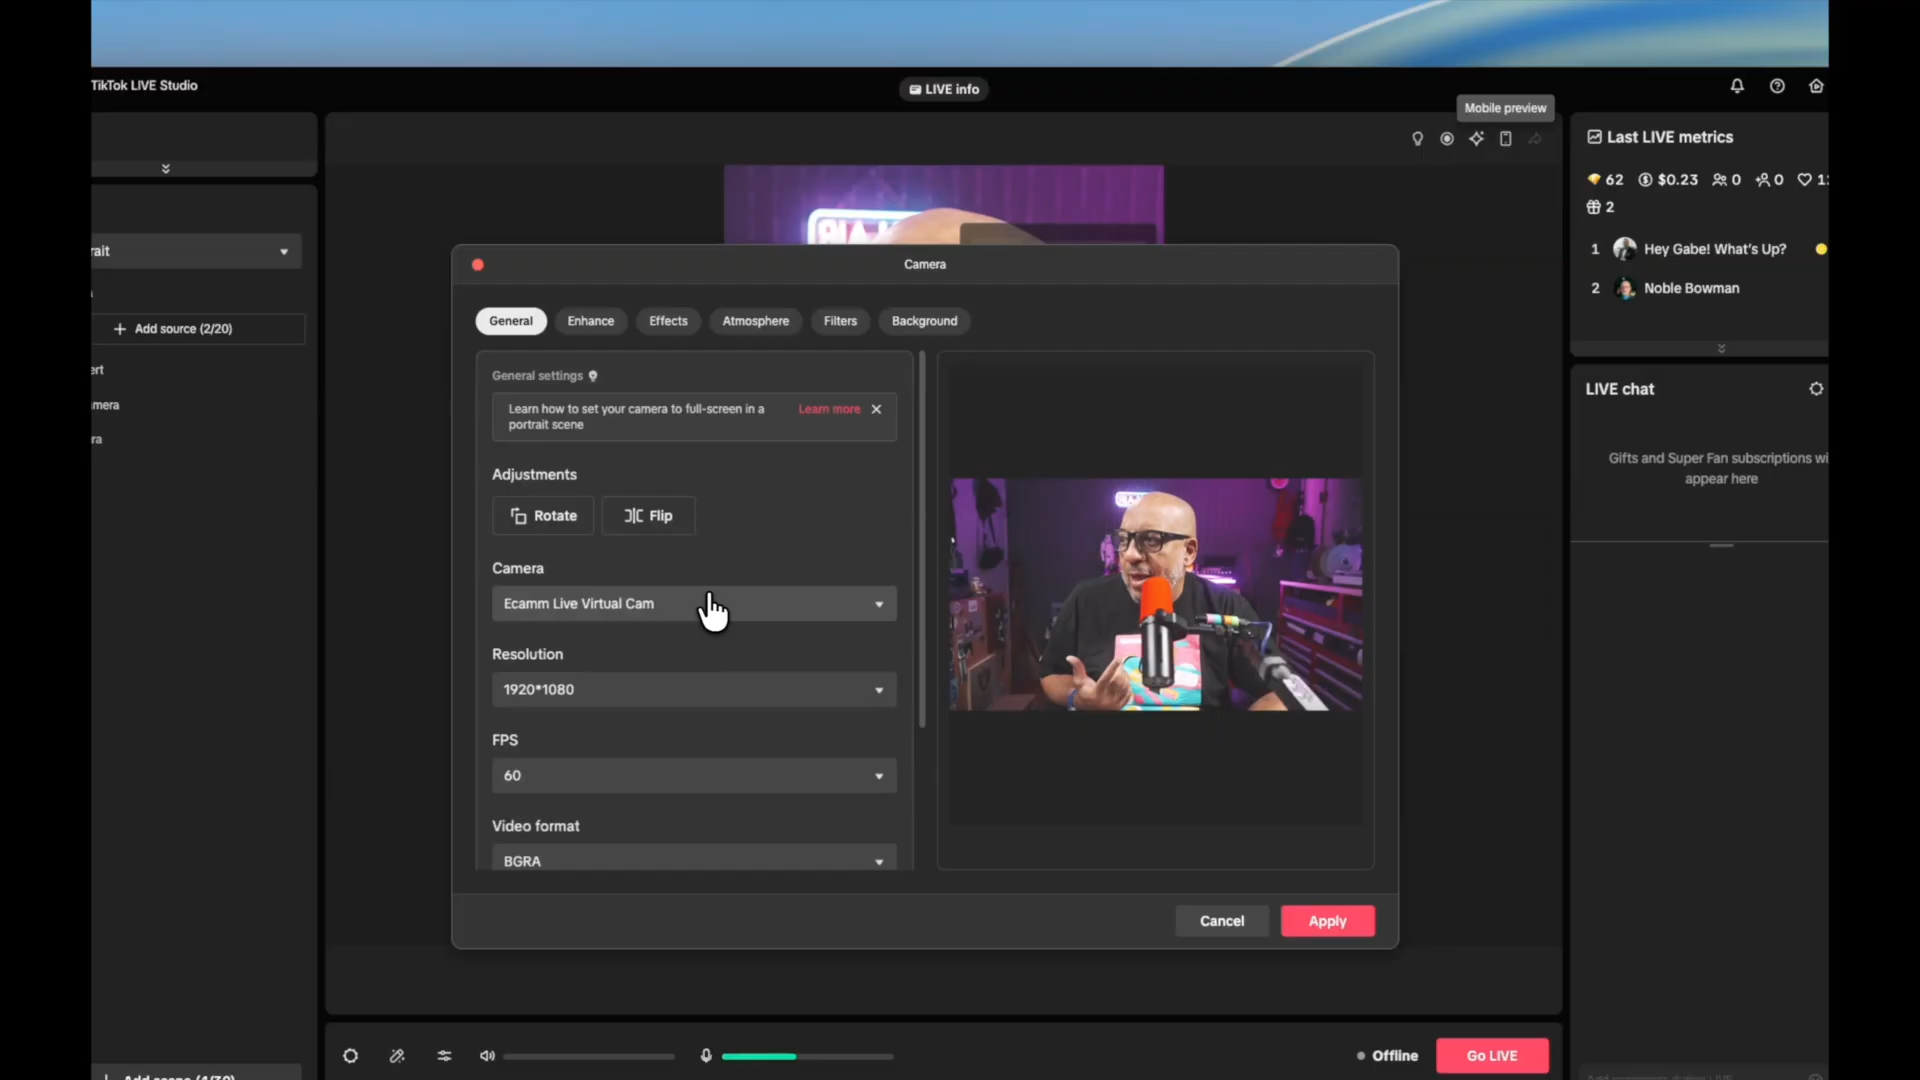 TikTok LIVE Studio
LIVE info
Mobile preview
rait
Add source (2/20)
ert
mera
ra
Last LIVE metrics
62 $0.23 0 0
2
1 Hey Gabe! What's Up?
2 Noble Bowman
LIVE chat
Gifts and Super Fan subscriptions wi
appear here
Camera
General Enhance Effects Atmosphere Filters Background
General settings
Learn how to set your camera to full-screen in a
portrait scene
Learn more
Adjustments
Rotate Flip
Camera
Ecamm Live Virtual Cam
Resolution
1920*1080
FPS
60
Video format
BGRA
Cancel Apply
Offline Go LIVE